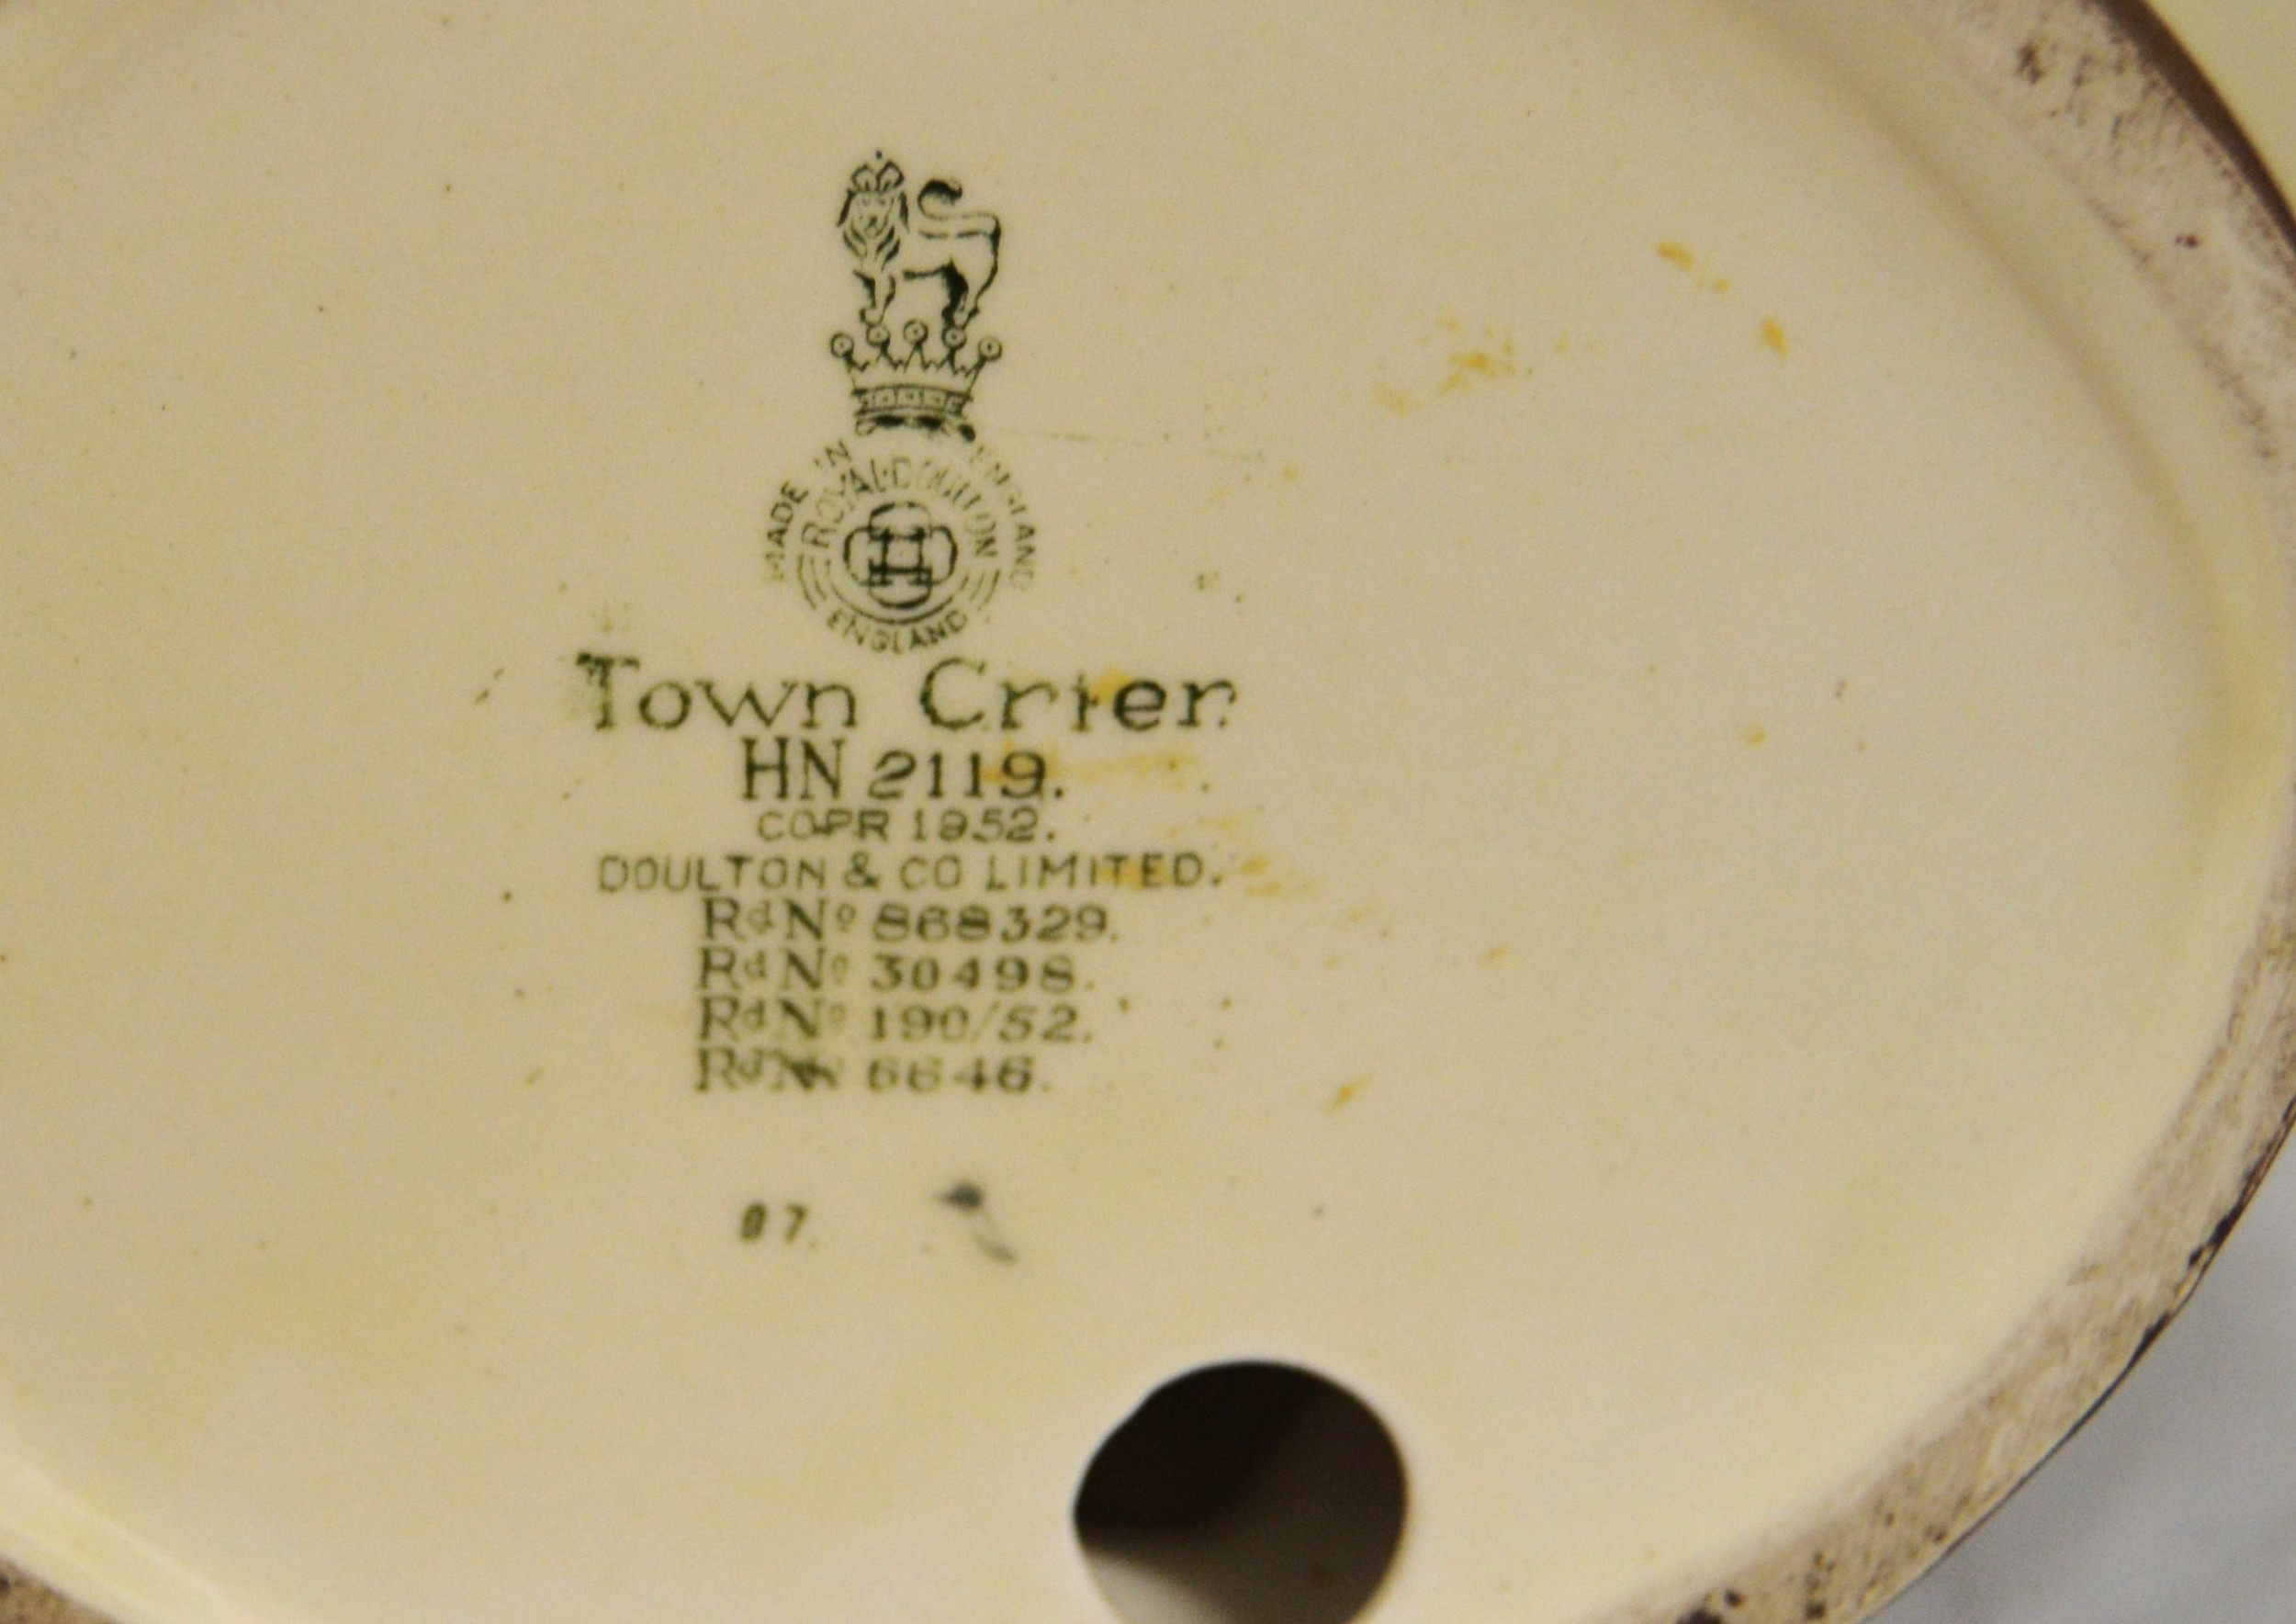 MADE IN ENGLAND
ROYAL·DOULTON
ENGLAND
Town Crier.
HN 2119.
COPR 1952.
DOULTON & CO LIMITED.
Rd No 868329.
Rd No 30498.
Rd No 190/52.
Rd No 6646.